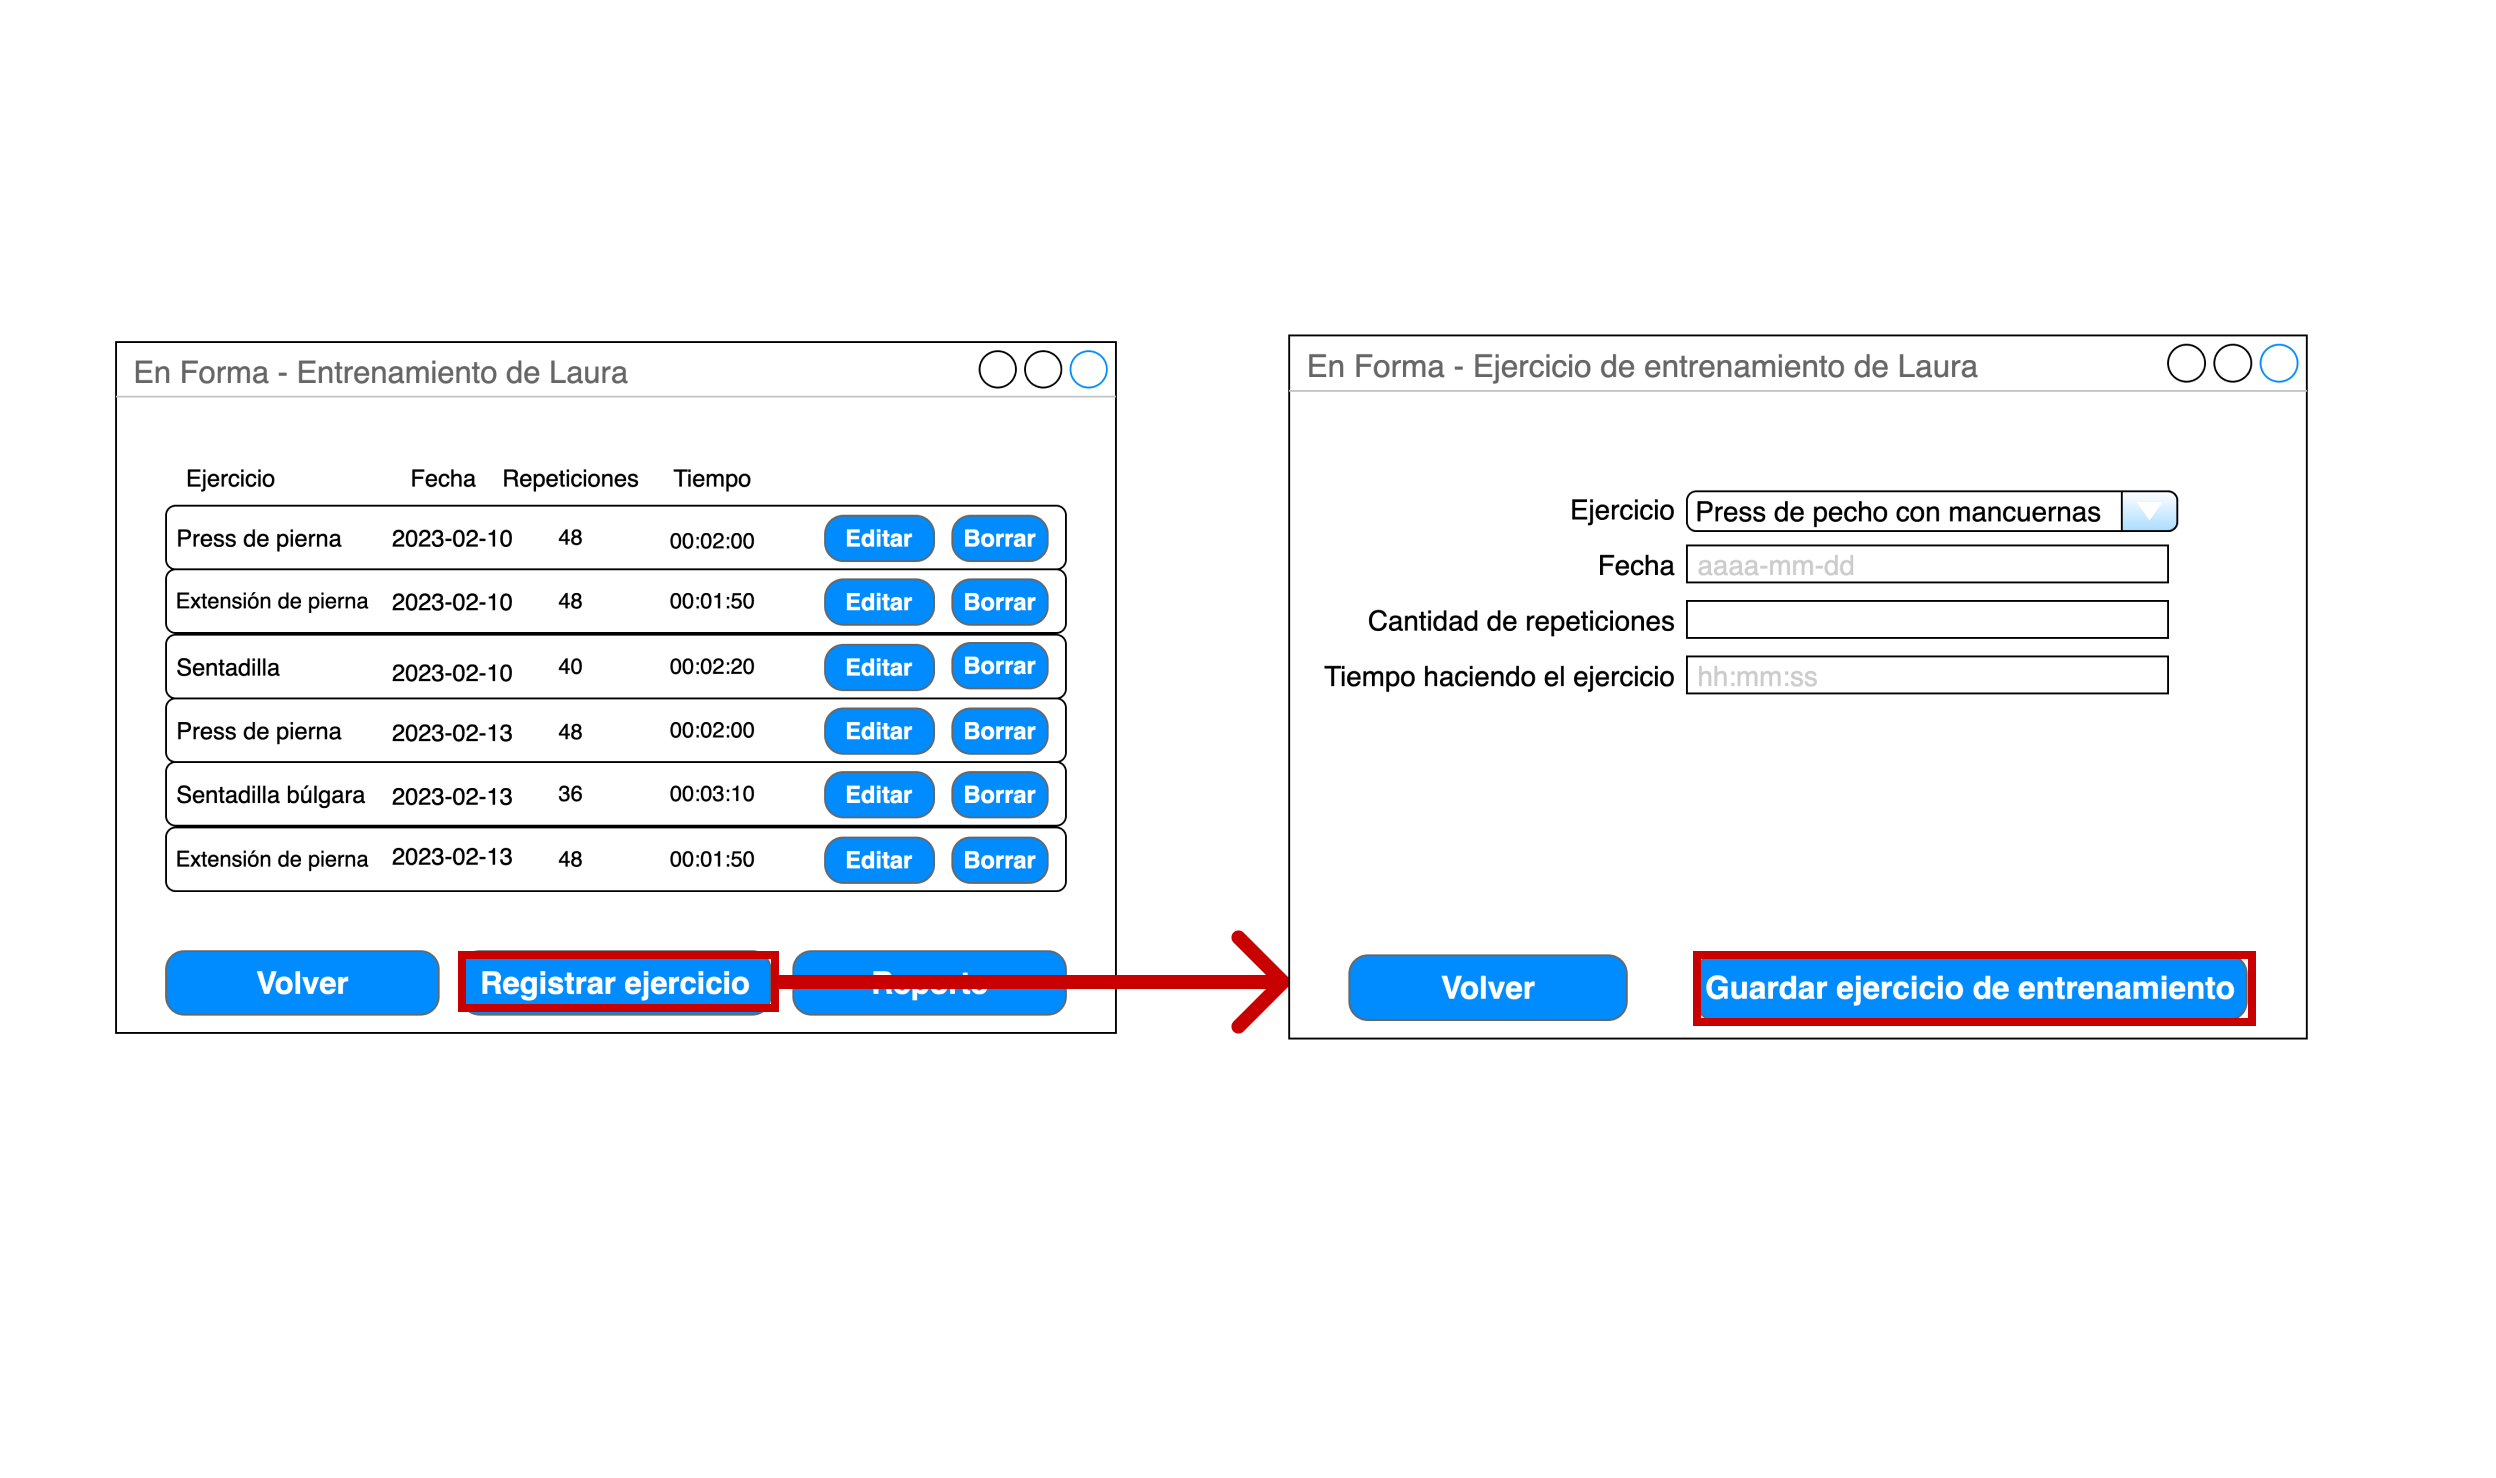 En Forma - Entrenamiento de Laura
Ejercicio Fecha Repeticiones Tiempo
Press de pierna 2023-02-10 48 00:02:00 Editar Borrar
Extensión de pierna 2023-02-10 48 00:01:50 Editar Borrar
Sentadilla 2023-02-10 40 00:02:20 Editar Borrar
Press de pierna 2023-02-13 48 00:02:00 Editar Borrar
Sentadilla búlgara 2023-02-13 36 00:03:10 Editar Borrar
Extensión de pierna 2023-02-13 48 00:01:50 Editar Borrar
Volver Registrar ejercicio Reporte
En Forma - Ejercicio de entrenamiento de Laura
Ejercicio Press de pecho con mancuernas
Fecha aaaa-mm-dd
Cantidad de repeticiones
Tiempo haciendo el ejercicio hh:mm:ss
Volver Guardar ejercicio de entrenamiento